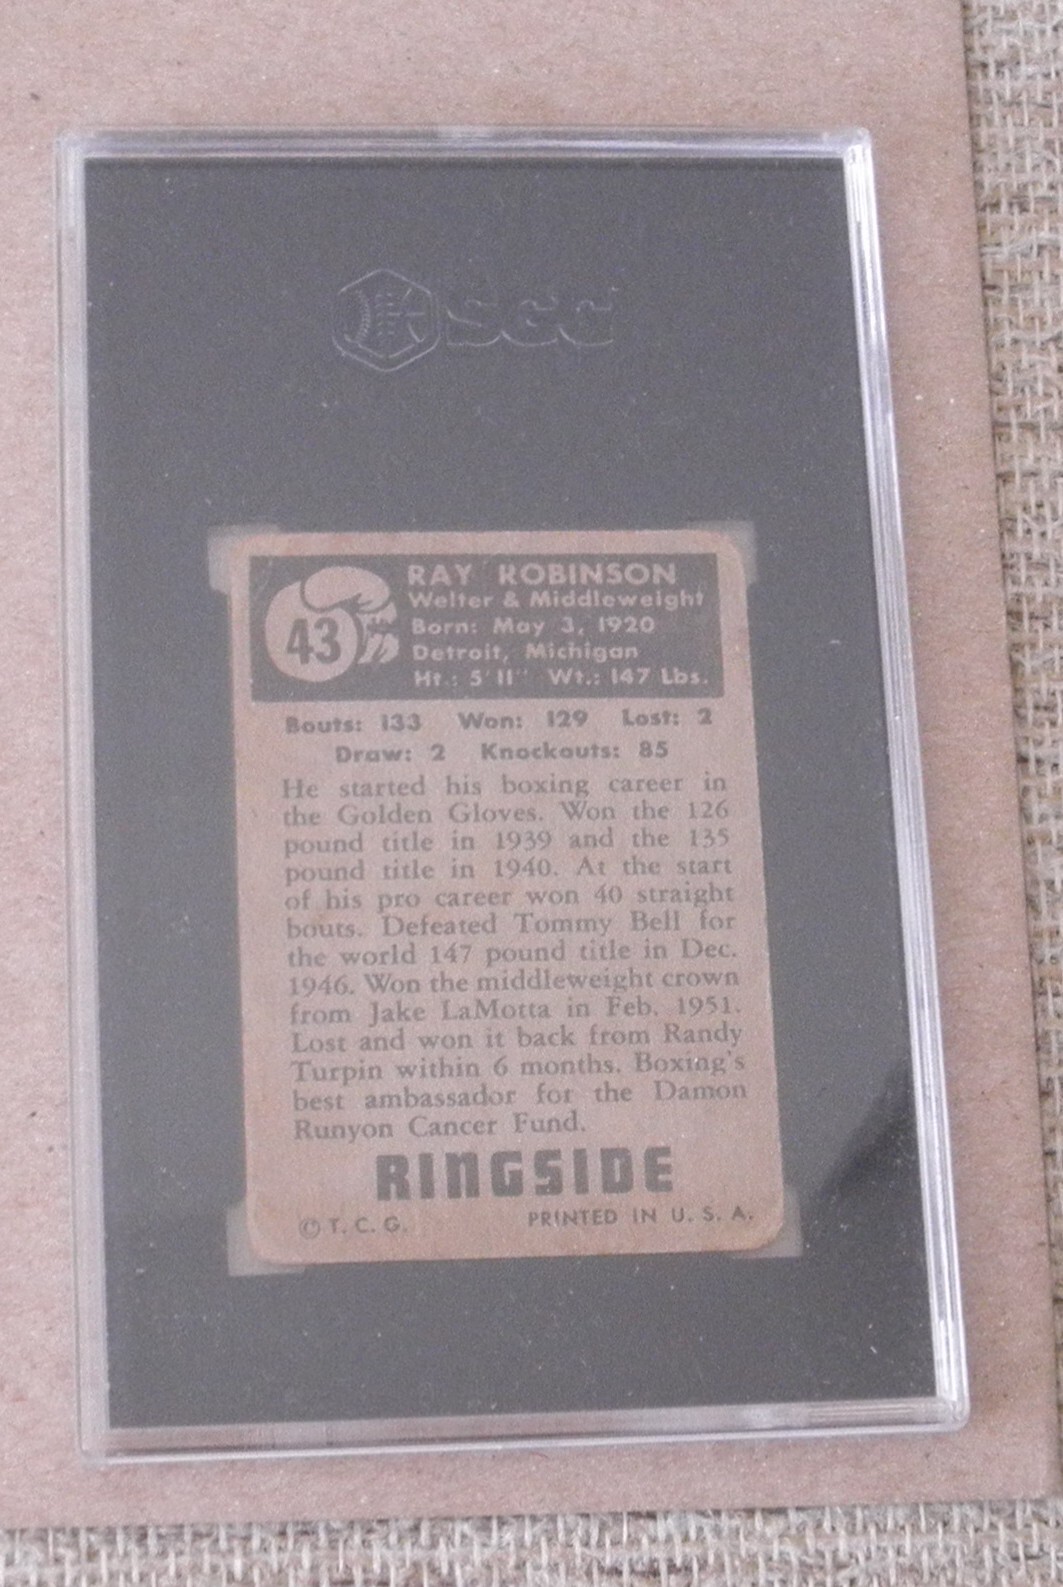 SGC
43
RAY ROBINSON
Welter & Middleweight
Born: May 3, 1920
Detroit, Michigan
Ht.: 5'11" Wt.: 147 Lbs.
Bouts: 133 Won: 129 Lost: 2
Draw: 2 Knockouts: 85
He started his boxing career in
the Golden Gloves. Won the 126
pound title in 1939 and the 135
pound title in 1940. At the start
of his pro career won 40 straight
bouts. Defeated Tommy Bell for
the world 147 pound title in Dec.
1946. Won the middleweight crown
from Jake LaMotta in Feb. 1951.
Lost and won it back from Randy
Turpin within 6 months. Boxing's
best ambassador for the Damon
Runyon Cancer Fund.
RINGSIDE
© T. C. G. PRINTED IN U. S. A.